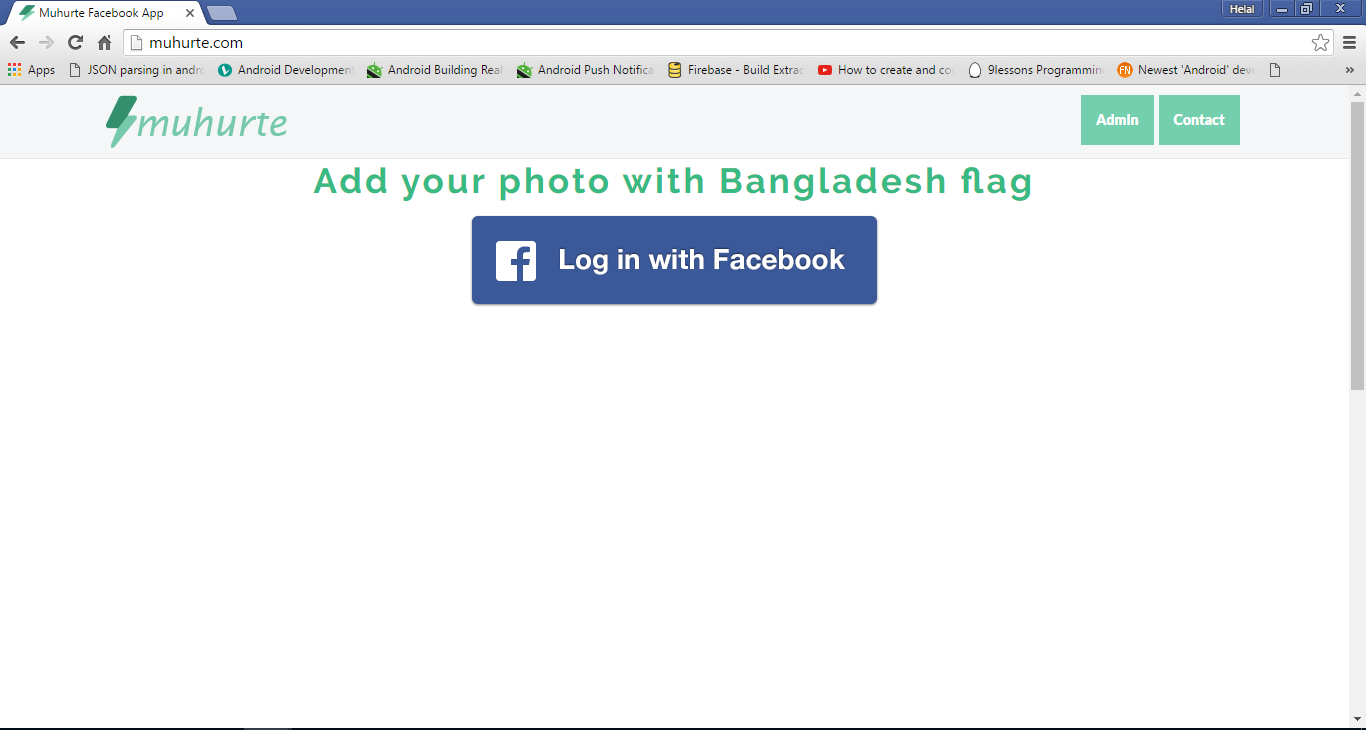 Muhurte Facebook App
Helal
muhurte.com
Apps JSON parsing in andro Android Development Android Building Real Android Push Notifica Firebase - Build Extrao How to create and co 9lessons Programmin Newest 'Android' dev
muhurte
Admin Contact
Add your photo with Bangladesh flag
Log in with Facebook